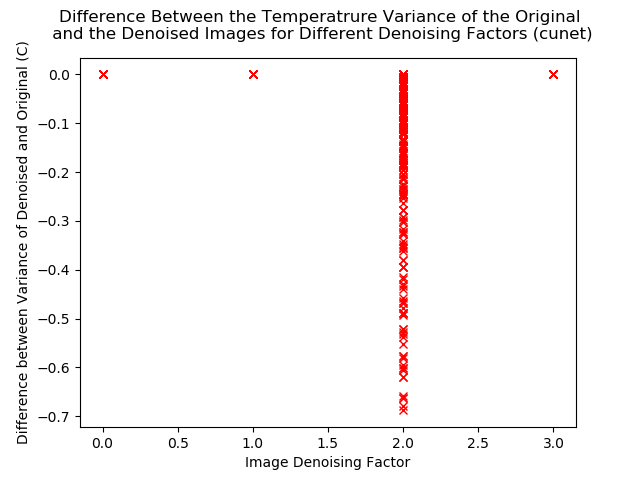 Difference Between the Temperatrure Variance of the Original
and the Denoised Images for Different Denoising Factors (cunet)
Difference between Variance of Denoised and Original (C)
0.0
−0.1
−0.2
−0.3
−0.4
−0.5
−0.6
−0.7
0.0 0.5 1.0 1.5 2.0 2.5 3.0
Image Denoising Factor